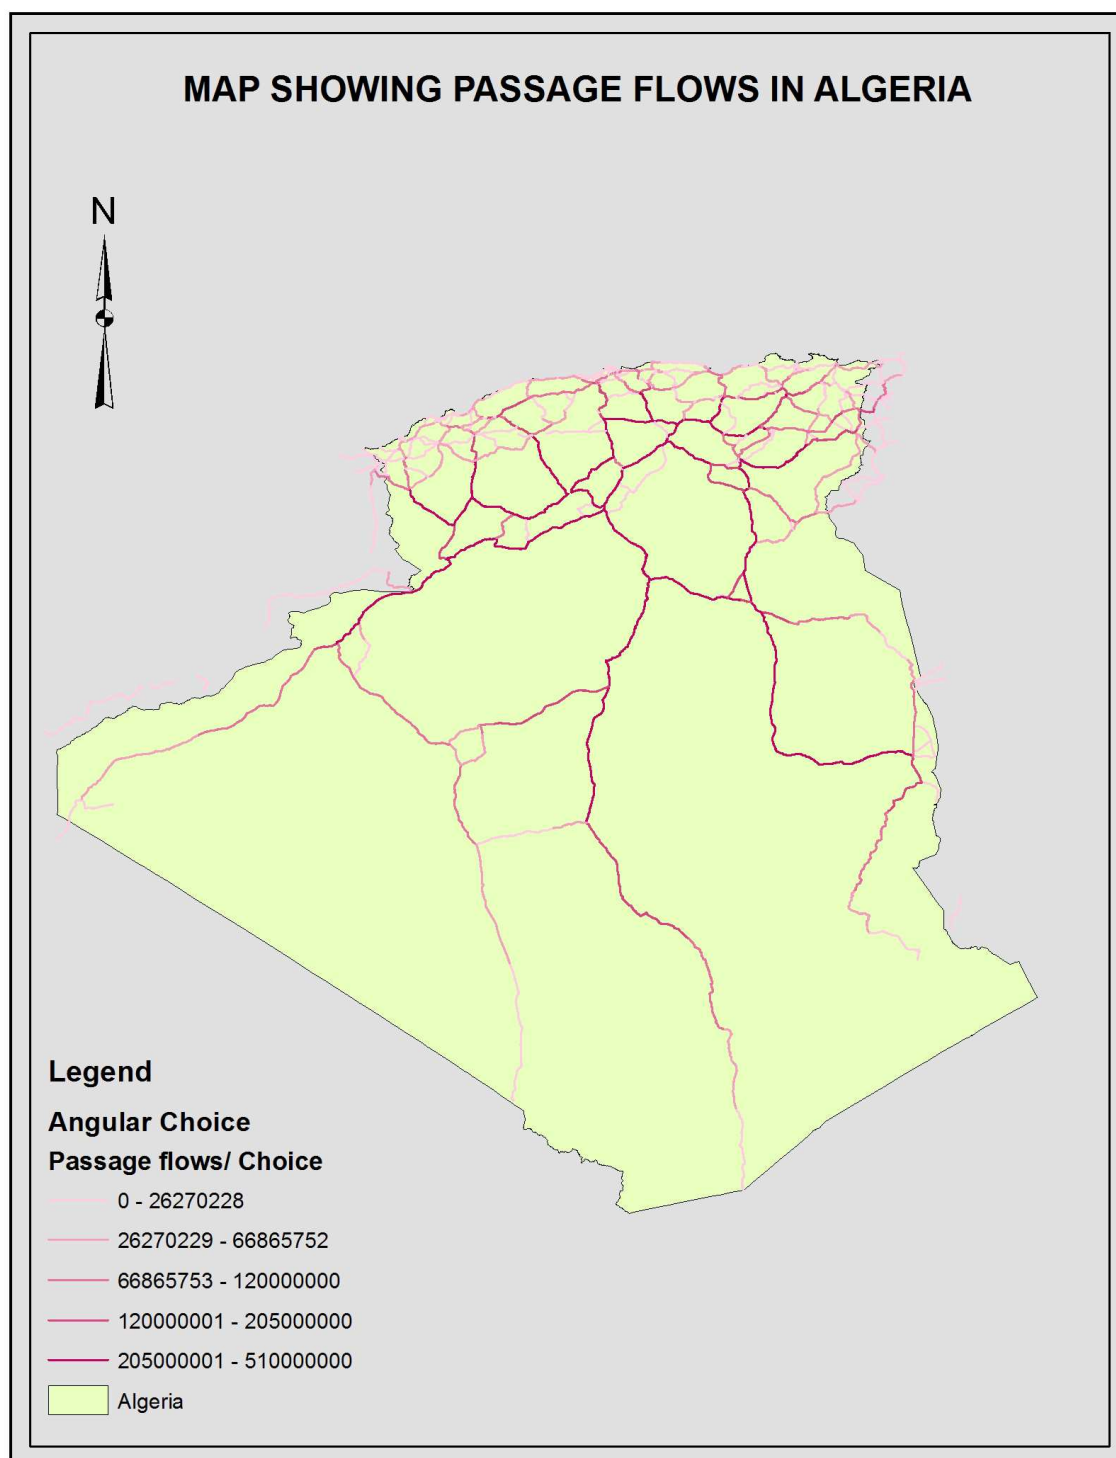 MAP SHOWING PASSAGE FLOWS IN ALGERIA
N
Legend
Angular Choice
Passage flows/ Choice
0 - 26270228
26270229 - 66865752
66865753 - 120000000
120000001 - 205000000
205000001 - 510000000
Algeria